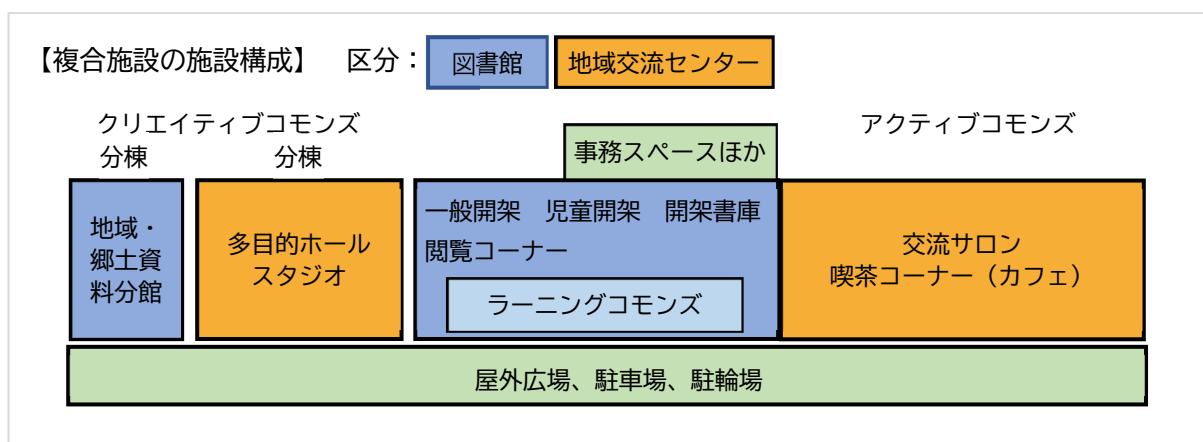 【複合施設の施設構成】 区分： 図書館 地域交流センター
クリエイティブコモンズ
分棟 分棟
アクティブコモンズ
事務スペースほか
地域・
郷土資
料分館
多目的ホール
スタジオ
一般開架 児童開架 開架書庫
閲覧コーナー
ラーニングコモンズ
交流サロン
喫茶コーナー（カフェ）
屋外広場、駐車場、駐輪場